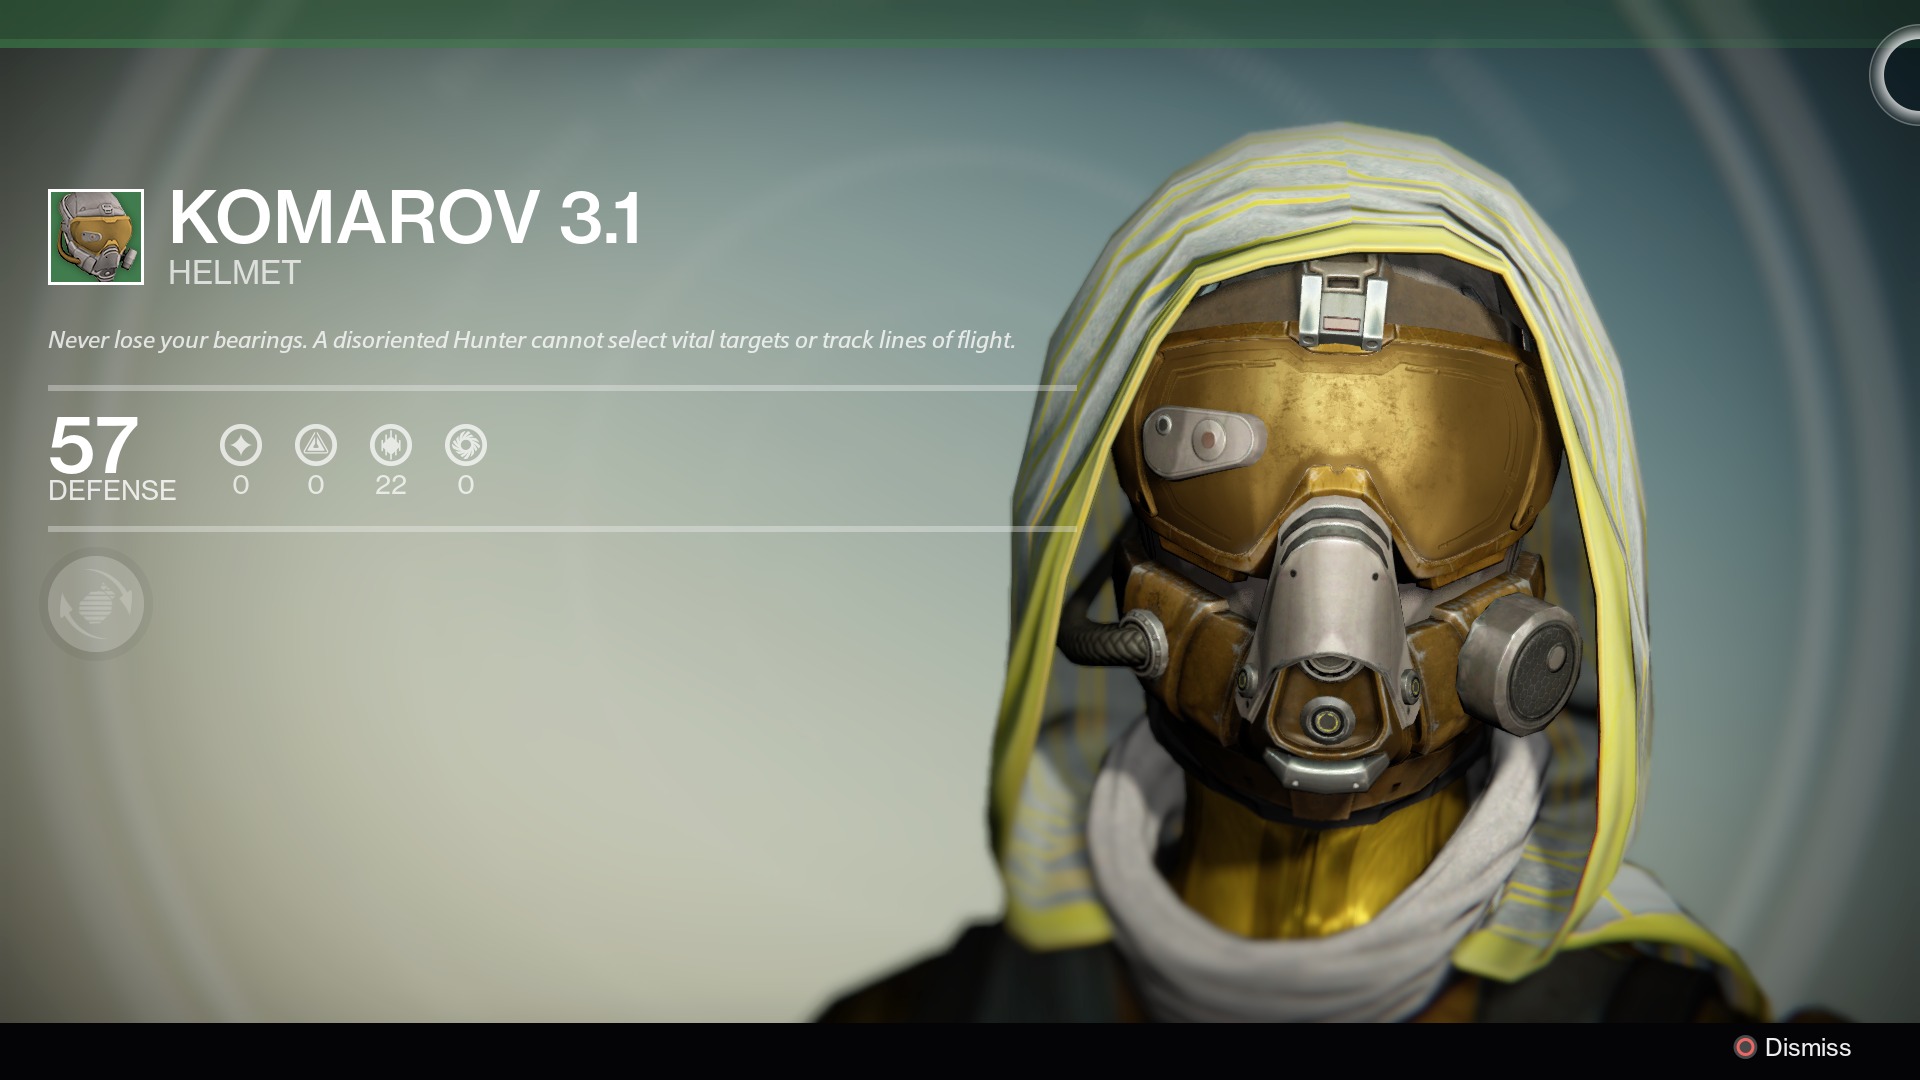 KOMAROV 3.1
HELMET
Never lose your bearings. A disoriented Hunter cannot select vital targets or track lines of flight.
57
DEFENSE
0 0 22 0
Dismiss